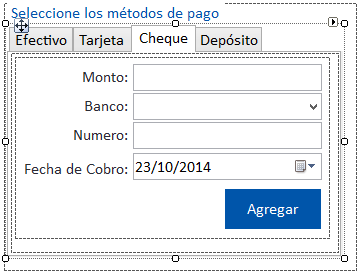 Seleccione los métodos de pago
Efectivo Tarjeta Cheque Depósito
Monto:
Banco:
Numero:
Fecha de Cobro: 23/10/2014
Agregar